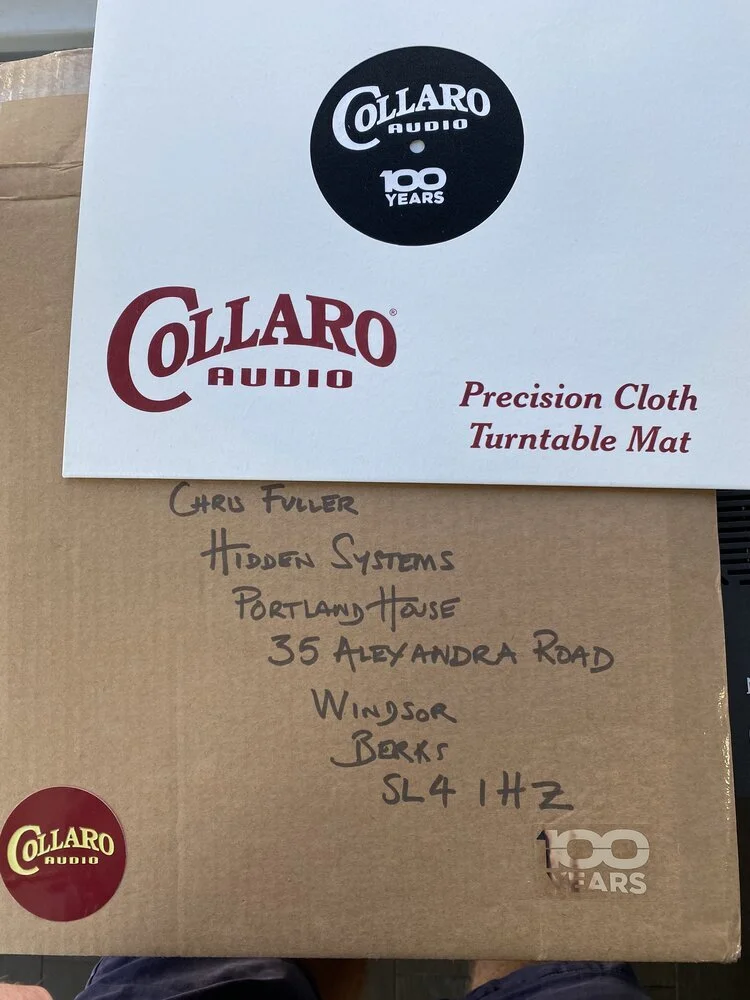 COLLARO
AUDIO
100
YEARS
COLLARO®
AUDIO
Precision Cloth
Turntable Mat
CHRIS FULLER
HIDDEN SYSTEMS
PORTLAND HOUSE
35 ALEXANDRA ROAD
WINDSOR
BERKS
SL4 1HZ
COLLARO
AUDIO
100
YEARS